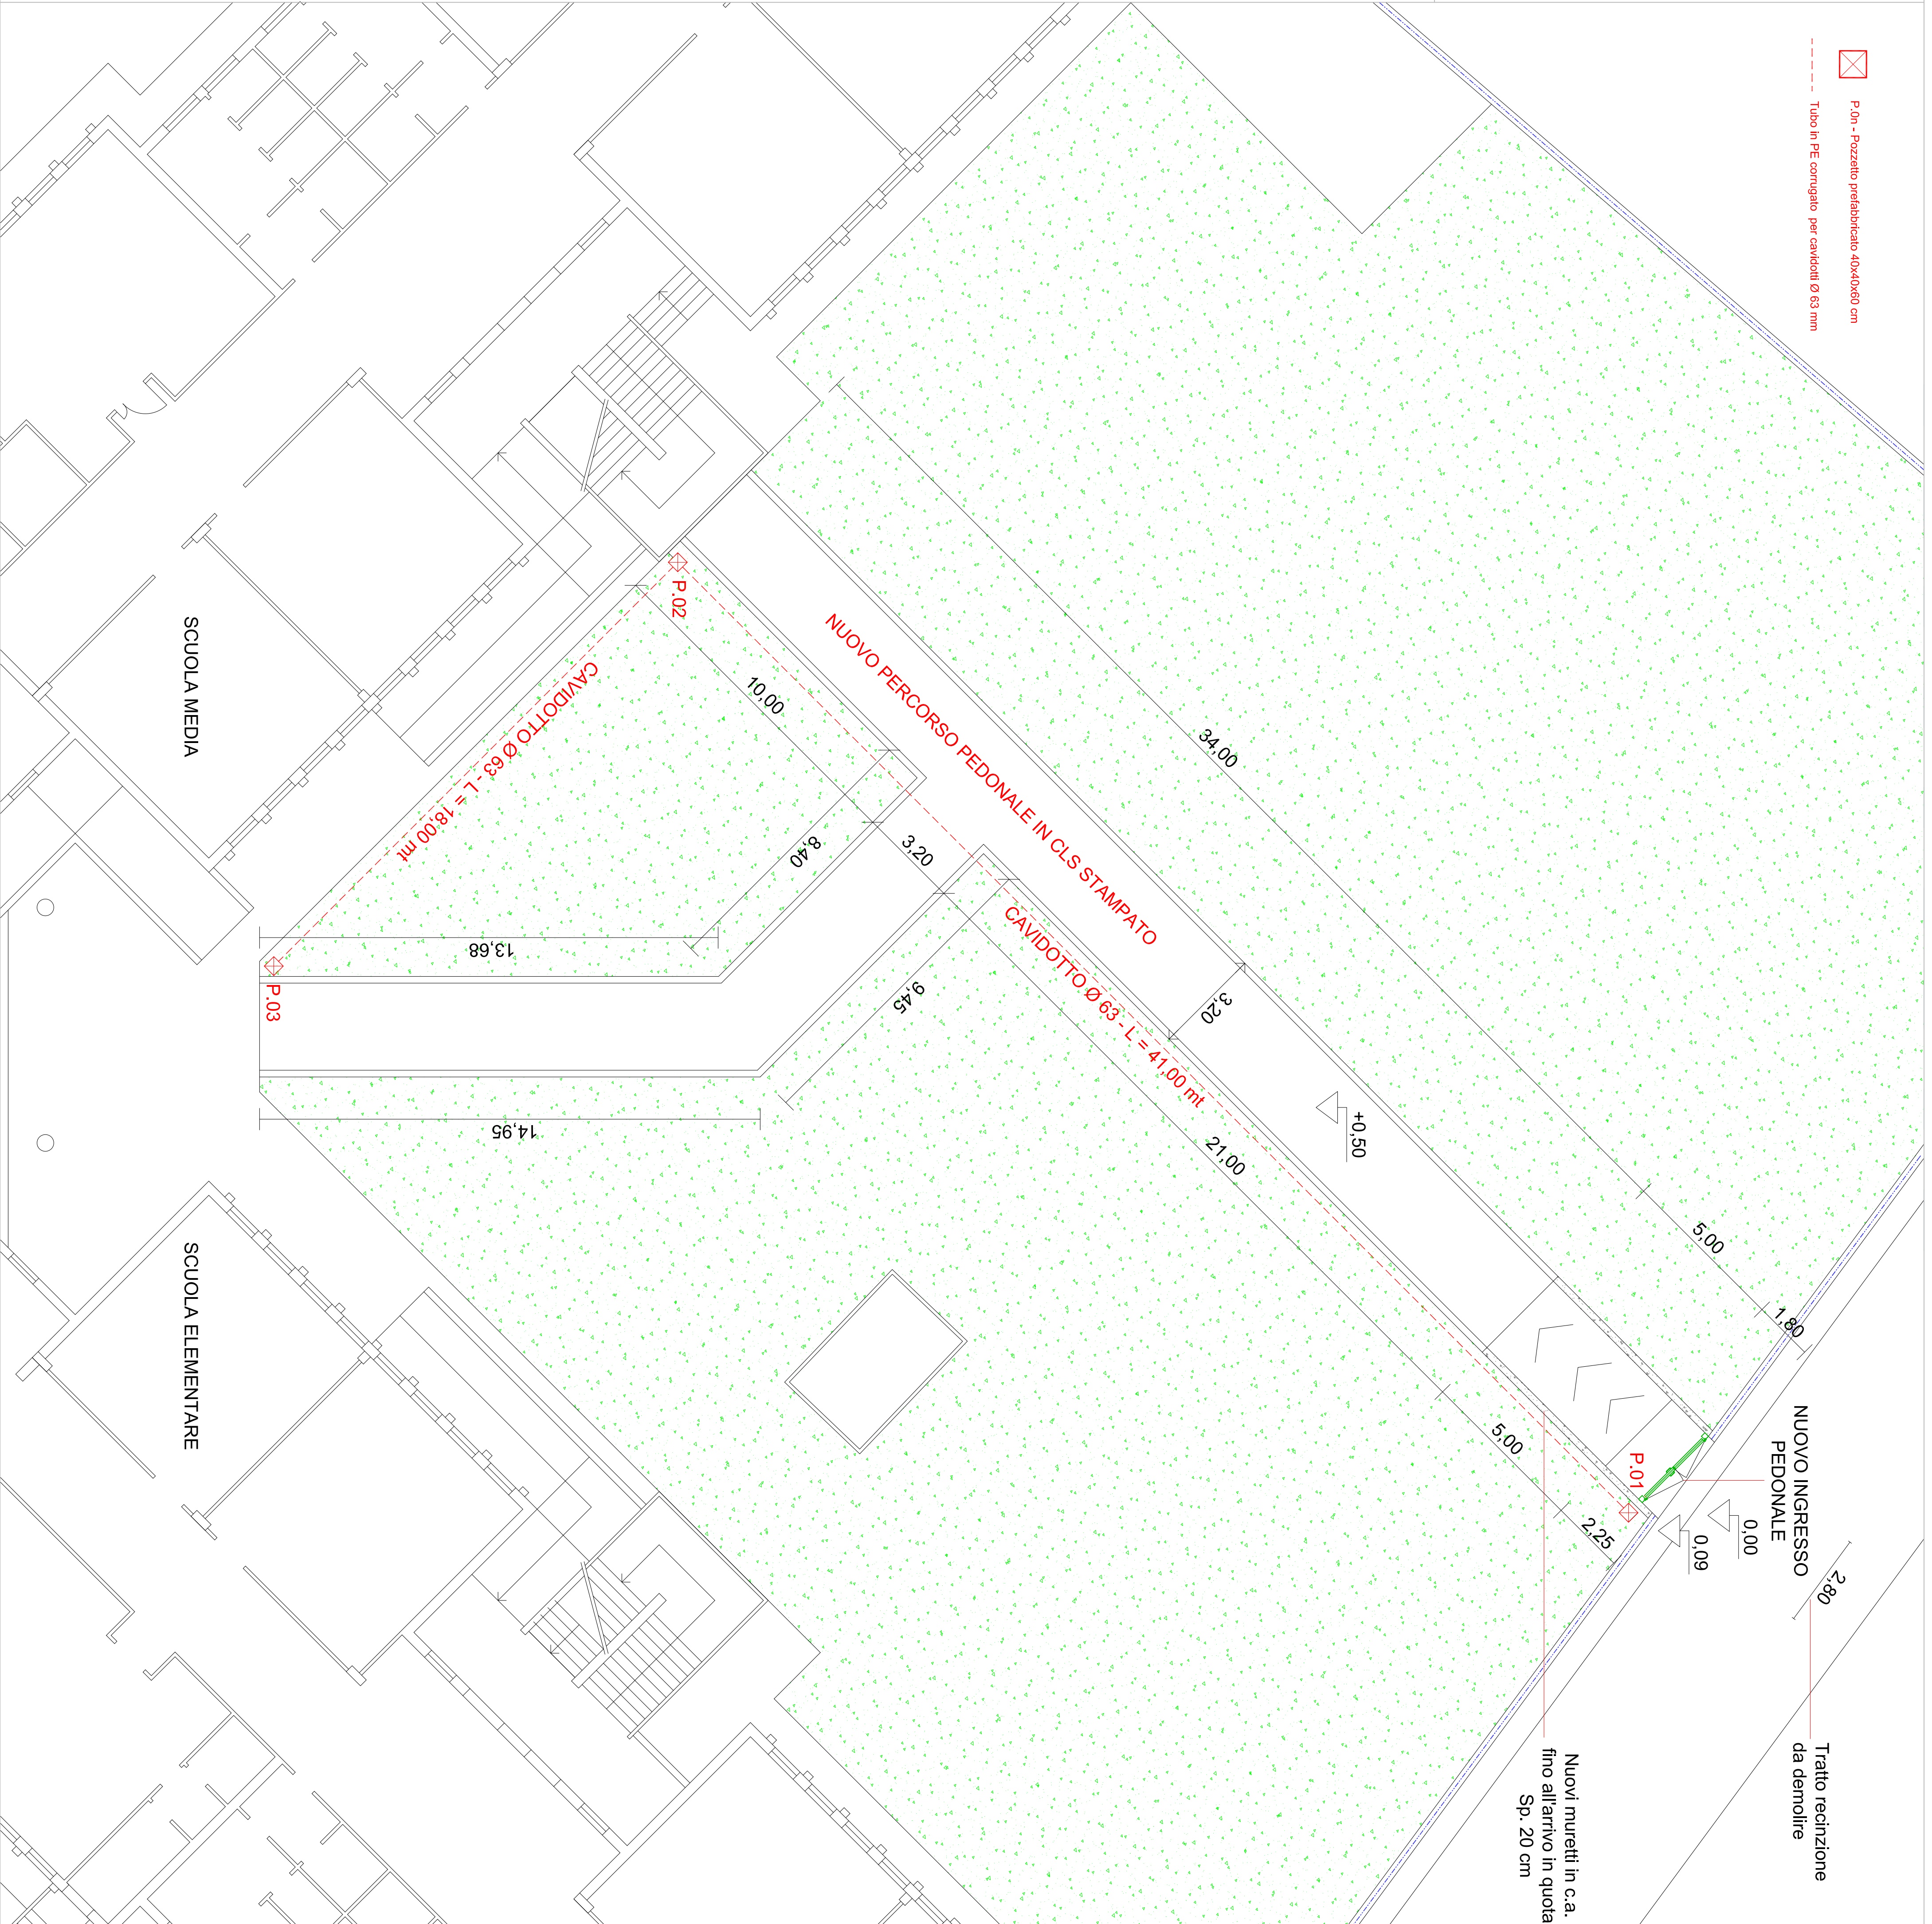 P.0n - Pozzetto prefabbricato 40x40x60 cm
Tubo in PE corrugato per cavidotti Ø 63 mm
NUOVO INGRESSO
PEDONALE
2,80
Tratto recinzione
da demolire
0,00
0,09
P.01
Nuovi muretti in c.a.
fino all'arrivo in quota
Sp. 20 cm
34,00
5,00
1,80
+0,50
3,20
NUOVO PERCORSO PEDONALE IN CLS STAMPATO
CAVIDOTTO Ø 63 - L = 41,00 mt
10,00
3,20
21,00
5,00
2,25
P.02
CAVIDOTTO Ø 63 - L = 18,00 mt
8,40
9,45
13,68
14,95
P.03
SCUOLA MEDIA
SCUOLA ELEMENTARE